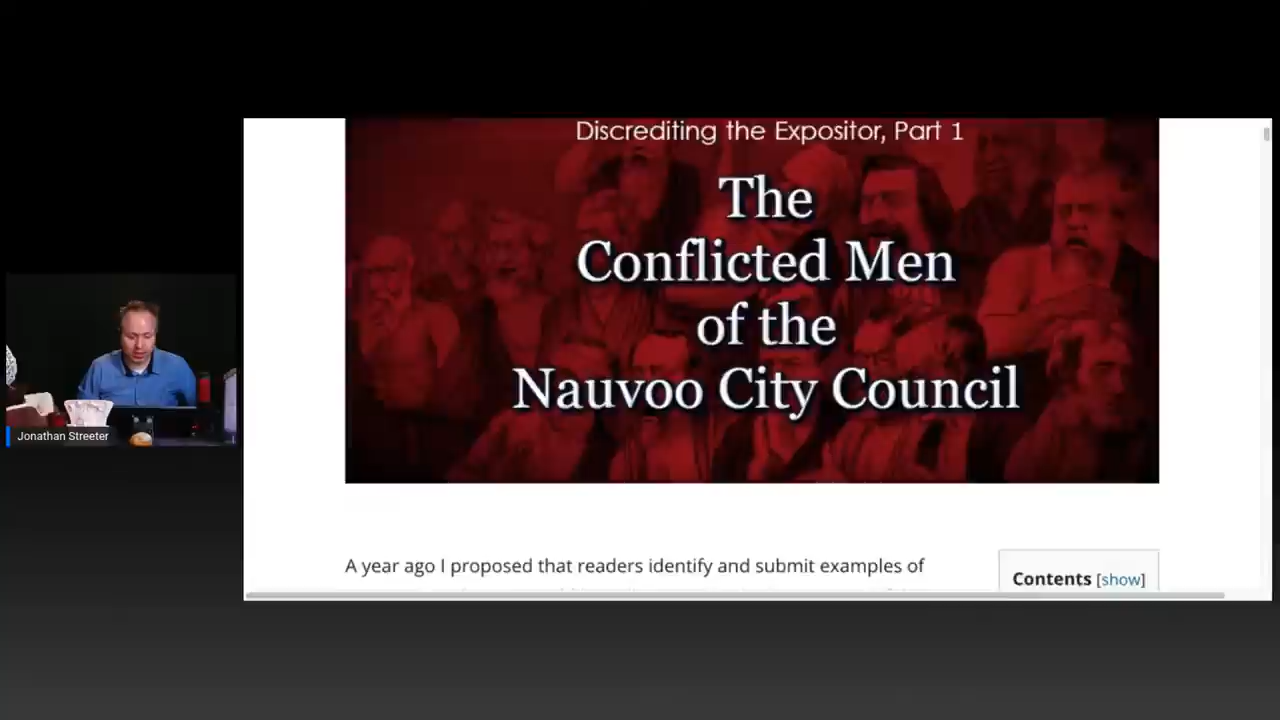 Discrediting the Expositor, Part 1
The
Conflicted Men
of the
Nauvoo City Council
Jonathan Streeter
A year ago I proposed that readers identify and submit examples of
Contents [show]